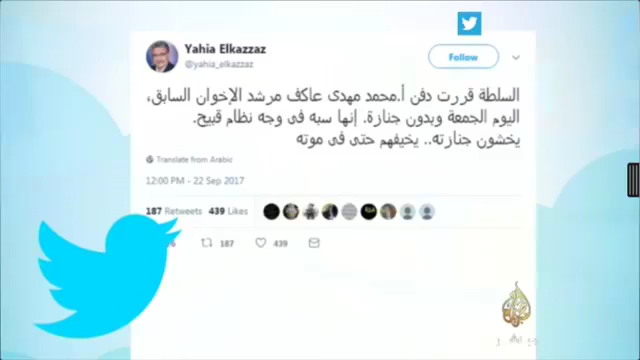 Yahia Elkazzaz
@yahia_elkazzaz
Follow
السلطة قررت دفن أ.محمد مهدى عاكف مرشد الإخوان السابق،
اليوم الجمعة وبدون جنازة. إنها سبه فى وجه نظام قبيح.
يخشون جنازته.. يخيفهم حتى فى موته
Translate from Arabic
12:00 PM - 22 Sep 2017
187 Retweets 439 Likes
187 439